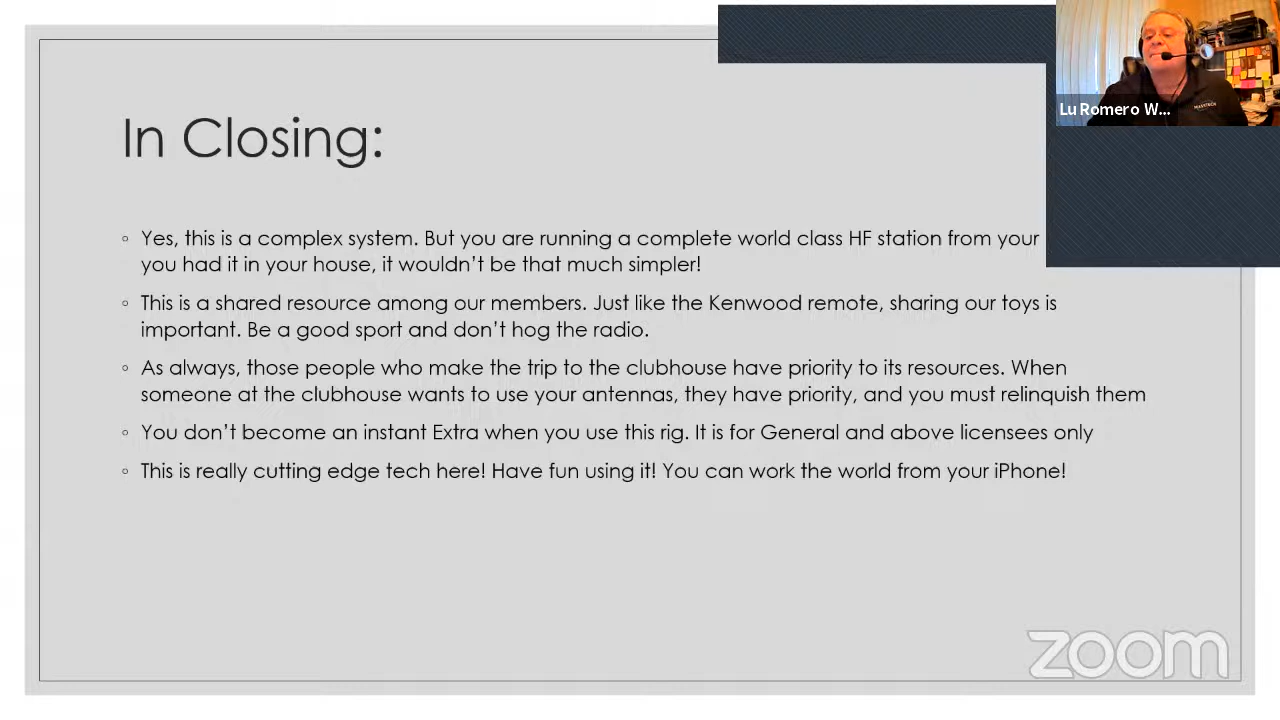 In Closing:
Yes, this is a complex system. But you are running a complete world class HF station from your
you had it in your house, it wouldn't be that much simpler!
This is a shared resource among our members. Just like the Kenwood remote, sharing our toys is
important. Be a good sport and don't hog the radio.
As always, those people who make the trip to the clubhouse have priority to its resources. When
someone at the clubhouse wants to use your antennas, they have priority, and you must relinquish them
You don't become an instant Extra when you use this rig. It is for General and above licensees only
This is really cutting edge tech here! Have fun using it! You can work the world from your iPhone!
Lu Romero W...
zoom